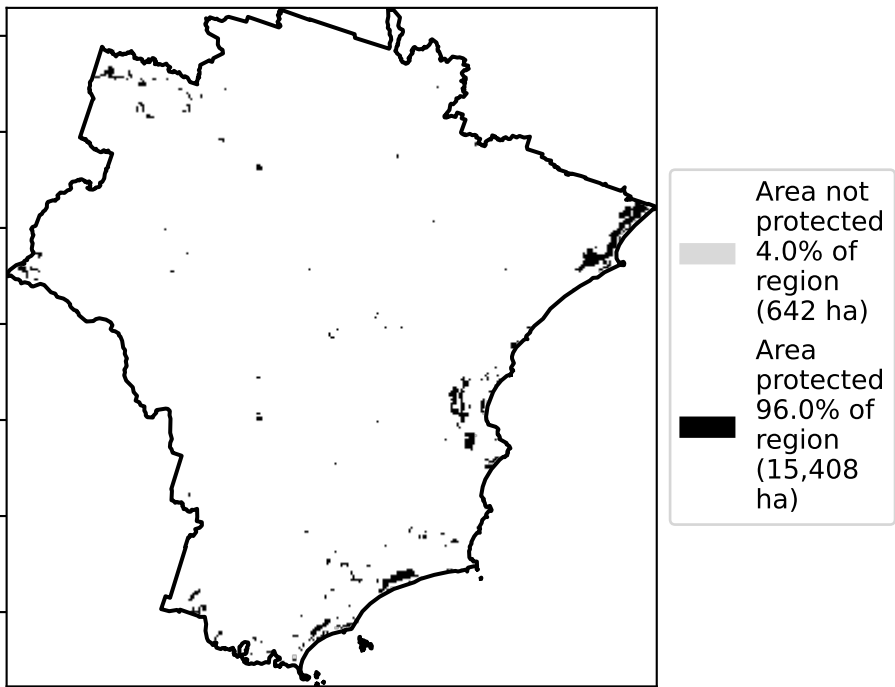 Area not
protected
4.0% of
region
(642 ha)
Area
protected
96.0% of
region
(15,408
ha)